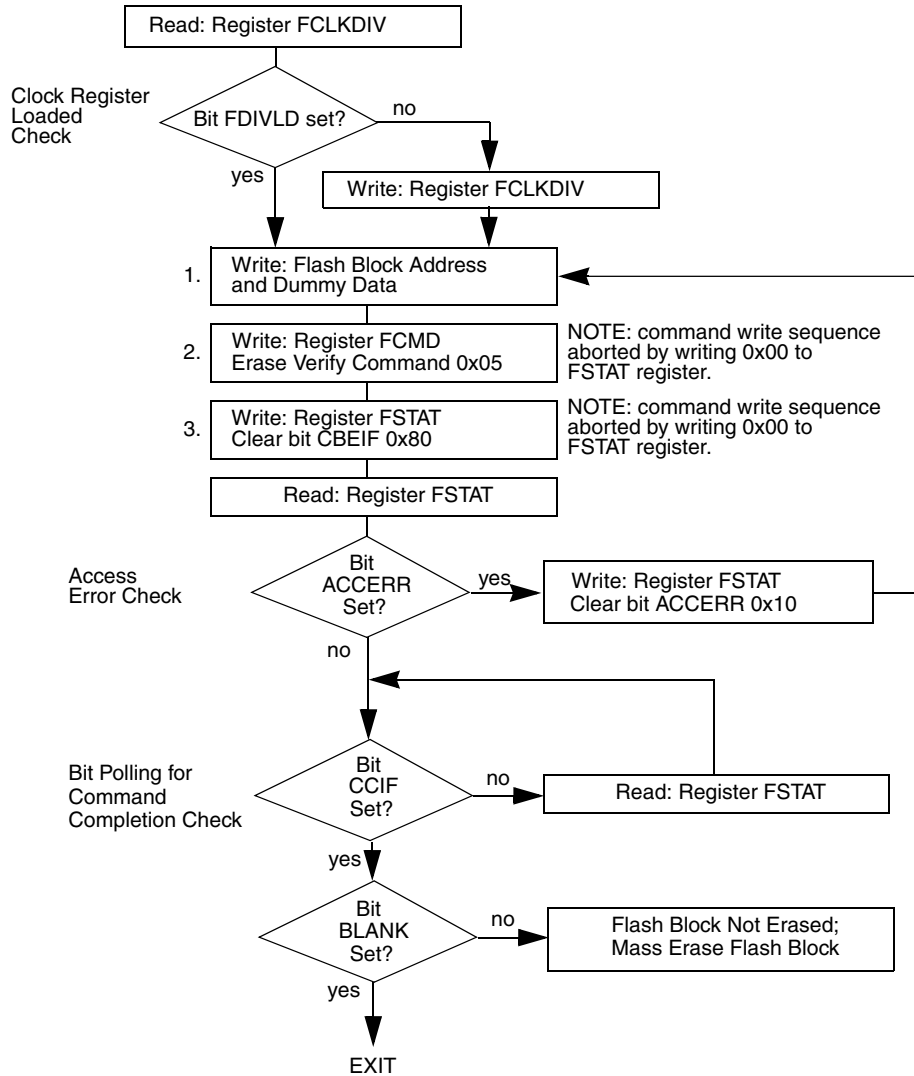 Read: Register FCLKDIV
Clock Register
Loaded
Check
Bit FDIVLD set?
no
yes
Write: Register FCLKDIV
1.
Write: Flash Block Address
and Dummy Data
2.
Write: Register FCMD
Erase Verify Command 0x05
NOTE: command write sequence
aborted by writing 0x00 to
FSTAT register.
3.
Write: Register FSTAT
Clear bit CBEIF 0x80
NOTE: command write sequence
aborted by writing 0x00 to
FSTAT register.
Read: Register FSTAT
Access
Error Check
Bit
ACCERR
Set?
yes
Write: Register FSTAT
Clear bit ACCERR 0x10
no
Bit Polling for
Command
Completion Check
Bit
CCIF
Set?
no
Read: Register FSTAT
yes
Bit
BLANK
Set?
no
Flash Block Not Erased;
Mass Erase Flash Block
yes
EXIT